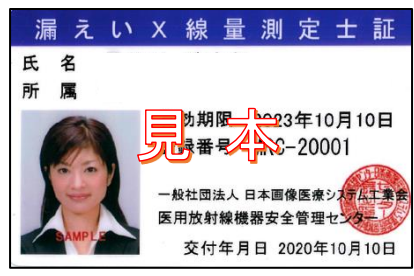 漏えいX線量測定士証
氏 名
所 属
見 本
効期限 2023年10月10日
録番号 -20001
一般社団法人 日本画像医療システム工業会
医用放射線機器安全管理センター
SAMPLE
交付年月日 2020年10月10日